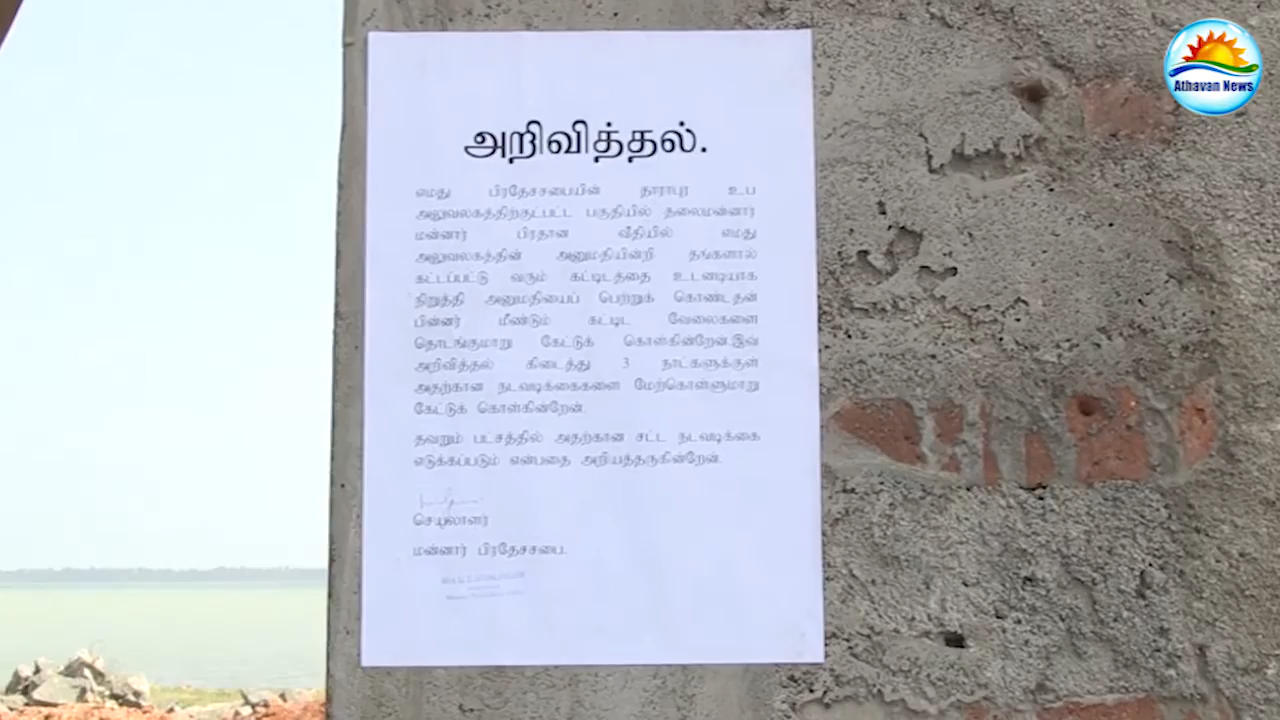 Athavan News
அறிவித்தல்.
எமது பிரதேசசபையின் தாராபுர உப
அலுவலகத்திற்குட்பட்ட பகுதியில் தலைமன்னார்
மன்னார் பிரதான வீதியில் எமது
அலுவலகத்தின் அனுமதியின்றி தங்களால்
கட்டப்பட்டு வரும் கட்டிடத்தை உடனடியாக
நிறுத்தி அனுமதியைப் பெற்றுக் கொண்டதன்
பின்னர் மீண்டும் கட்டிட வேலைகளை
தொடங்குமாறு கேட்டுக் கொள்கின்றேன்.இவ்
அறிவித்தல் கிடைத்து 3 நாட்களுக்குள்
அதற்கான நடவடிக்கைகளை மேற்கொள்ளுமாறு
கேட்டுக் கொள்கின்றேன்.
தவறும் பட்சத்தில் அதற்கான சட்ட நடவடிக்கை
எடுக்கப்படும் என்பதை அறியத்தருகின்றேன்.
செயலாளர்
மன்னார் பிரதேசசபை.